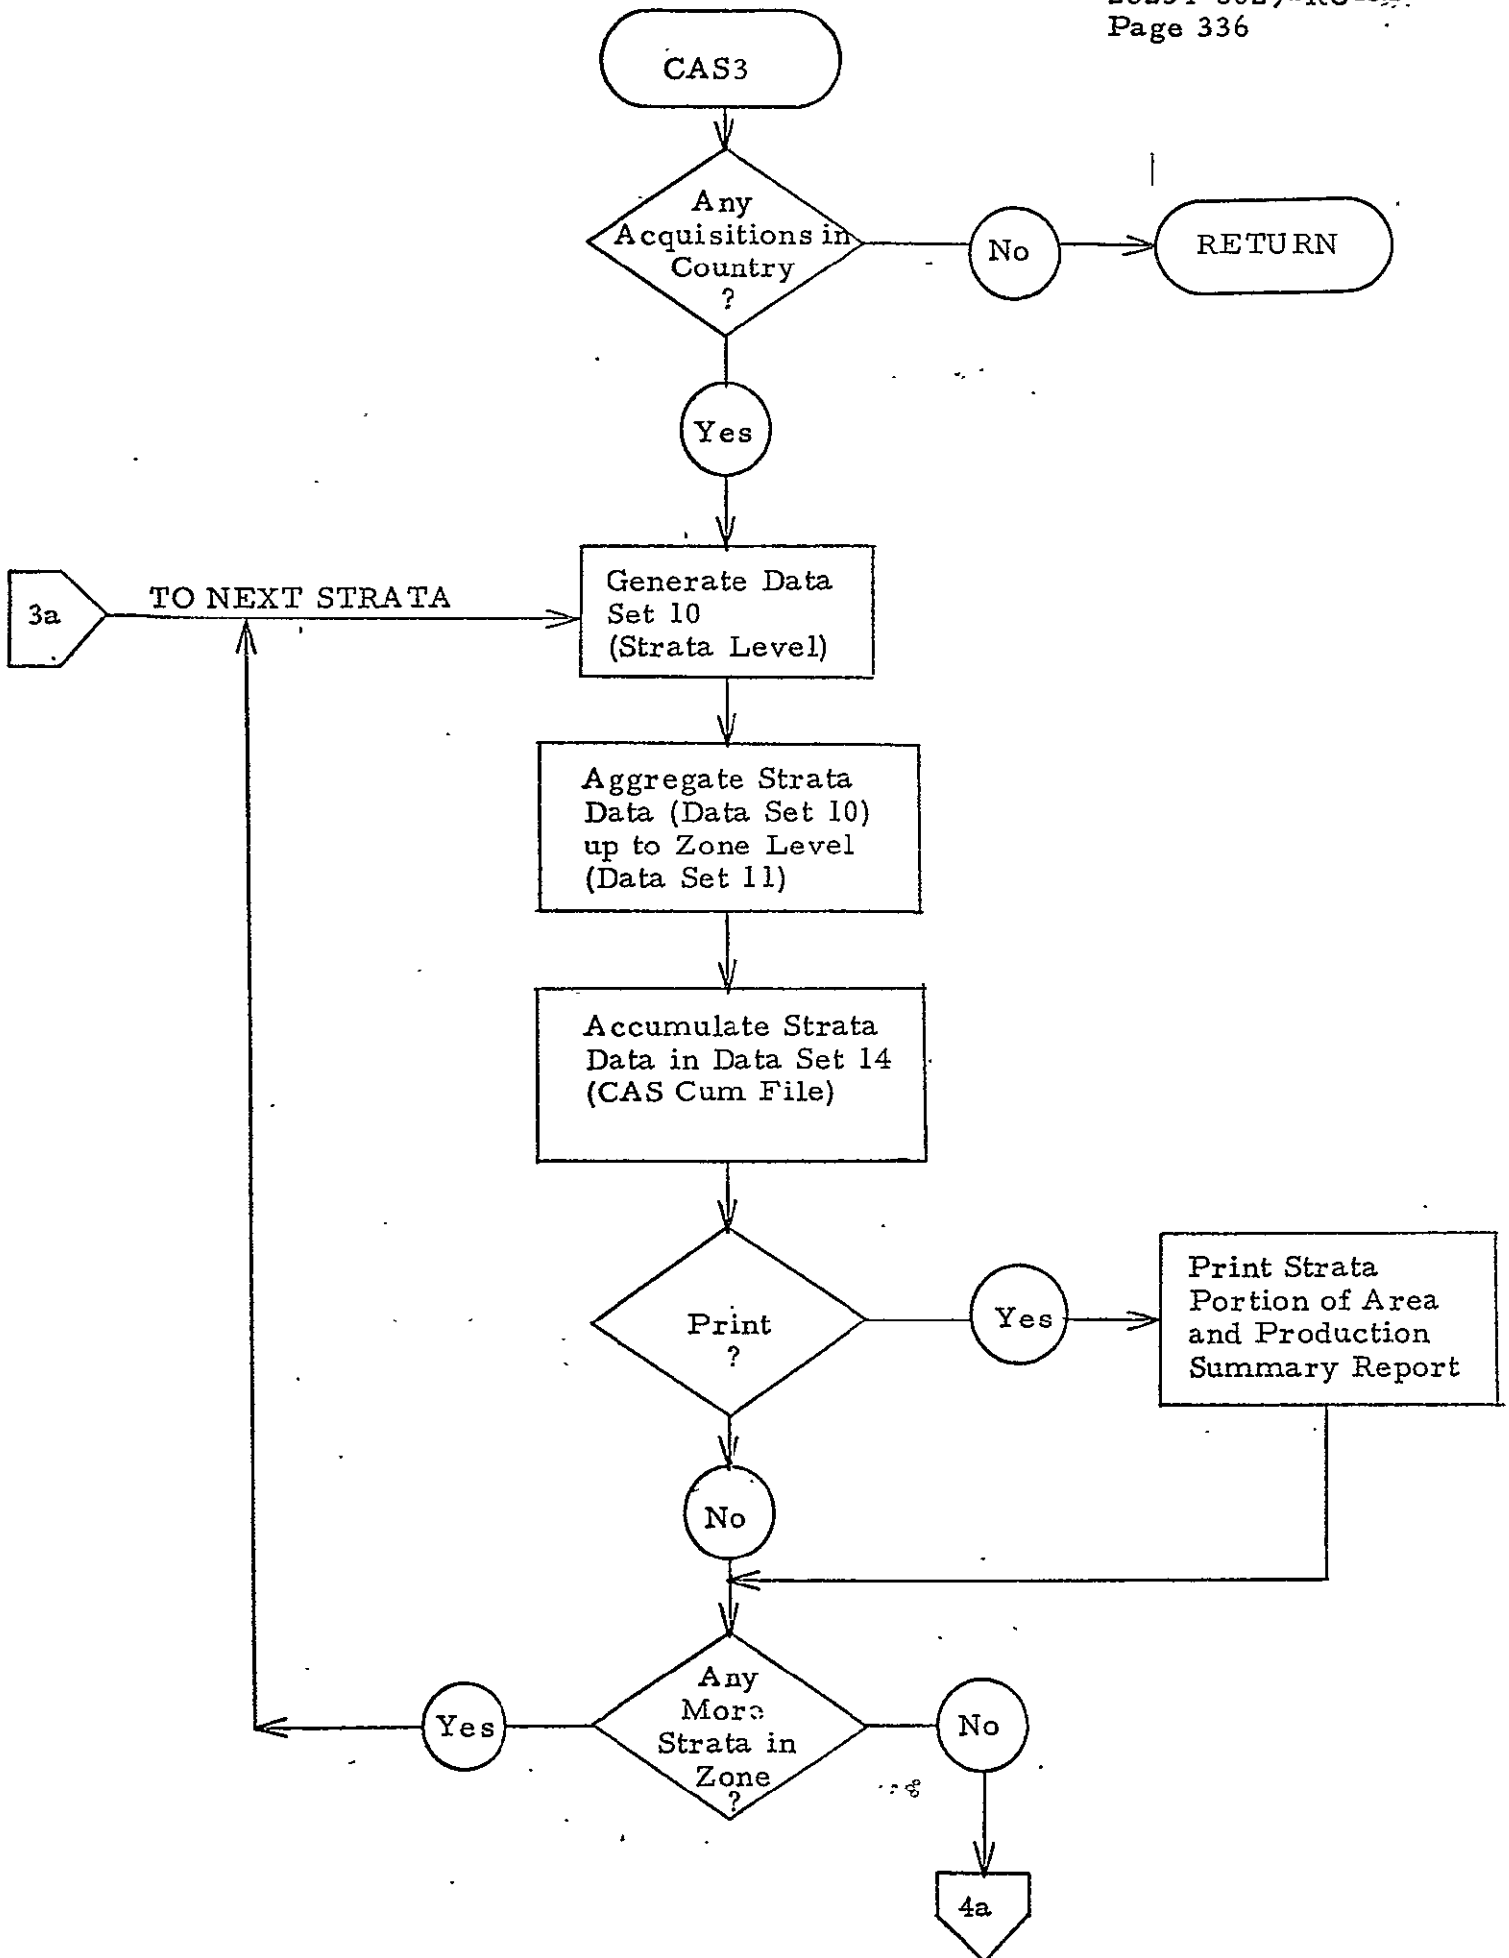 Page 336
CAS3
Any
Acquisitions in
Country
?
No
RETURN
Yes
3a
TO NEXT STRATA
Generate Data
Set 10
(Strata Level)
Aggregate Strata
Data (Data Set 10)
up to Zone Level
(Data Set 11)
Accumulate Strata
Data in Data Set 14
(CAS Cum File)
Print
?
Yes
Print Strata
Portion of Area
and Production
Summary Report
No
Any
More
Strata in
Zone
?
Yes
No
4a